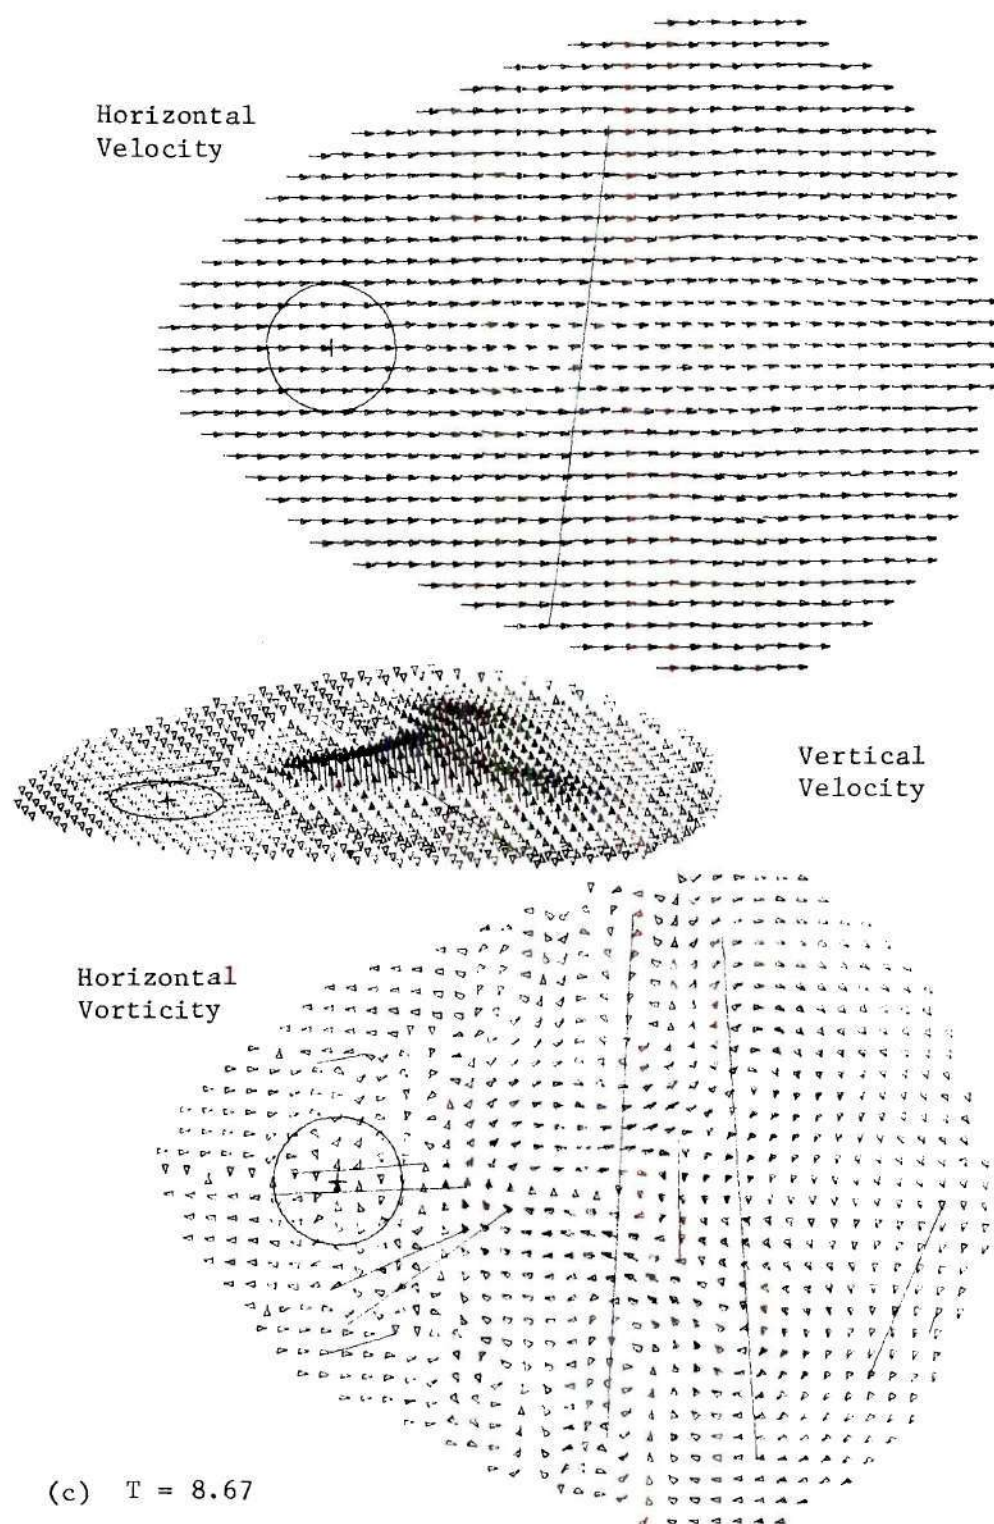 Horizontal
Velocity
Vertical
Velocity
Horizontal
Vorticity
(c) T = 8.67